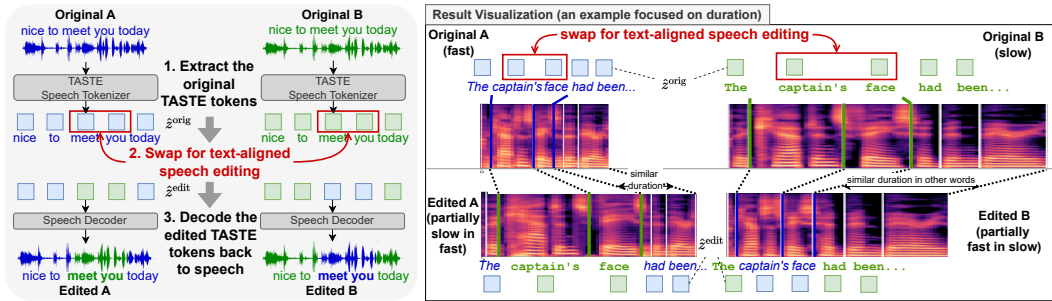 Original A
nice to meet you today
Original B
nice to meet you today
TASTE
Speech Tokenizer
1. Extract the
original
TASTE tokens
TASTE
Speech Tokenizer
ẑorig
nice to meet you today
nice to meet you today
2. Swap for text-aligned
speech editing
ẑedit
Speech Decoder
3. Decode the
edited TASTE
tokens back
to speech
Speech Decoder
nice to meet you today
Edited A
nice to meet you today
Edited B
Result Visualization (an example focused on duration)
Original A
(fast)
swap for text-aligned speech editing
Original B
(slow)
The captain's face had been...
ẑorig
The captain's face had been...
similar
duration
similar duration in other words
Edited A
(partially
slow in
fast)
Edited B
(partially
fast in slow)
ẑedit
The captain's face had been...
The captain's face had been...